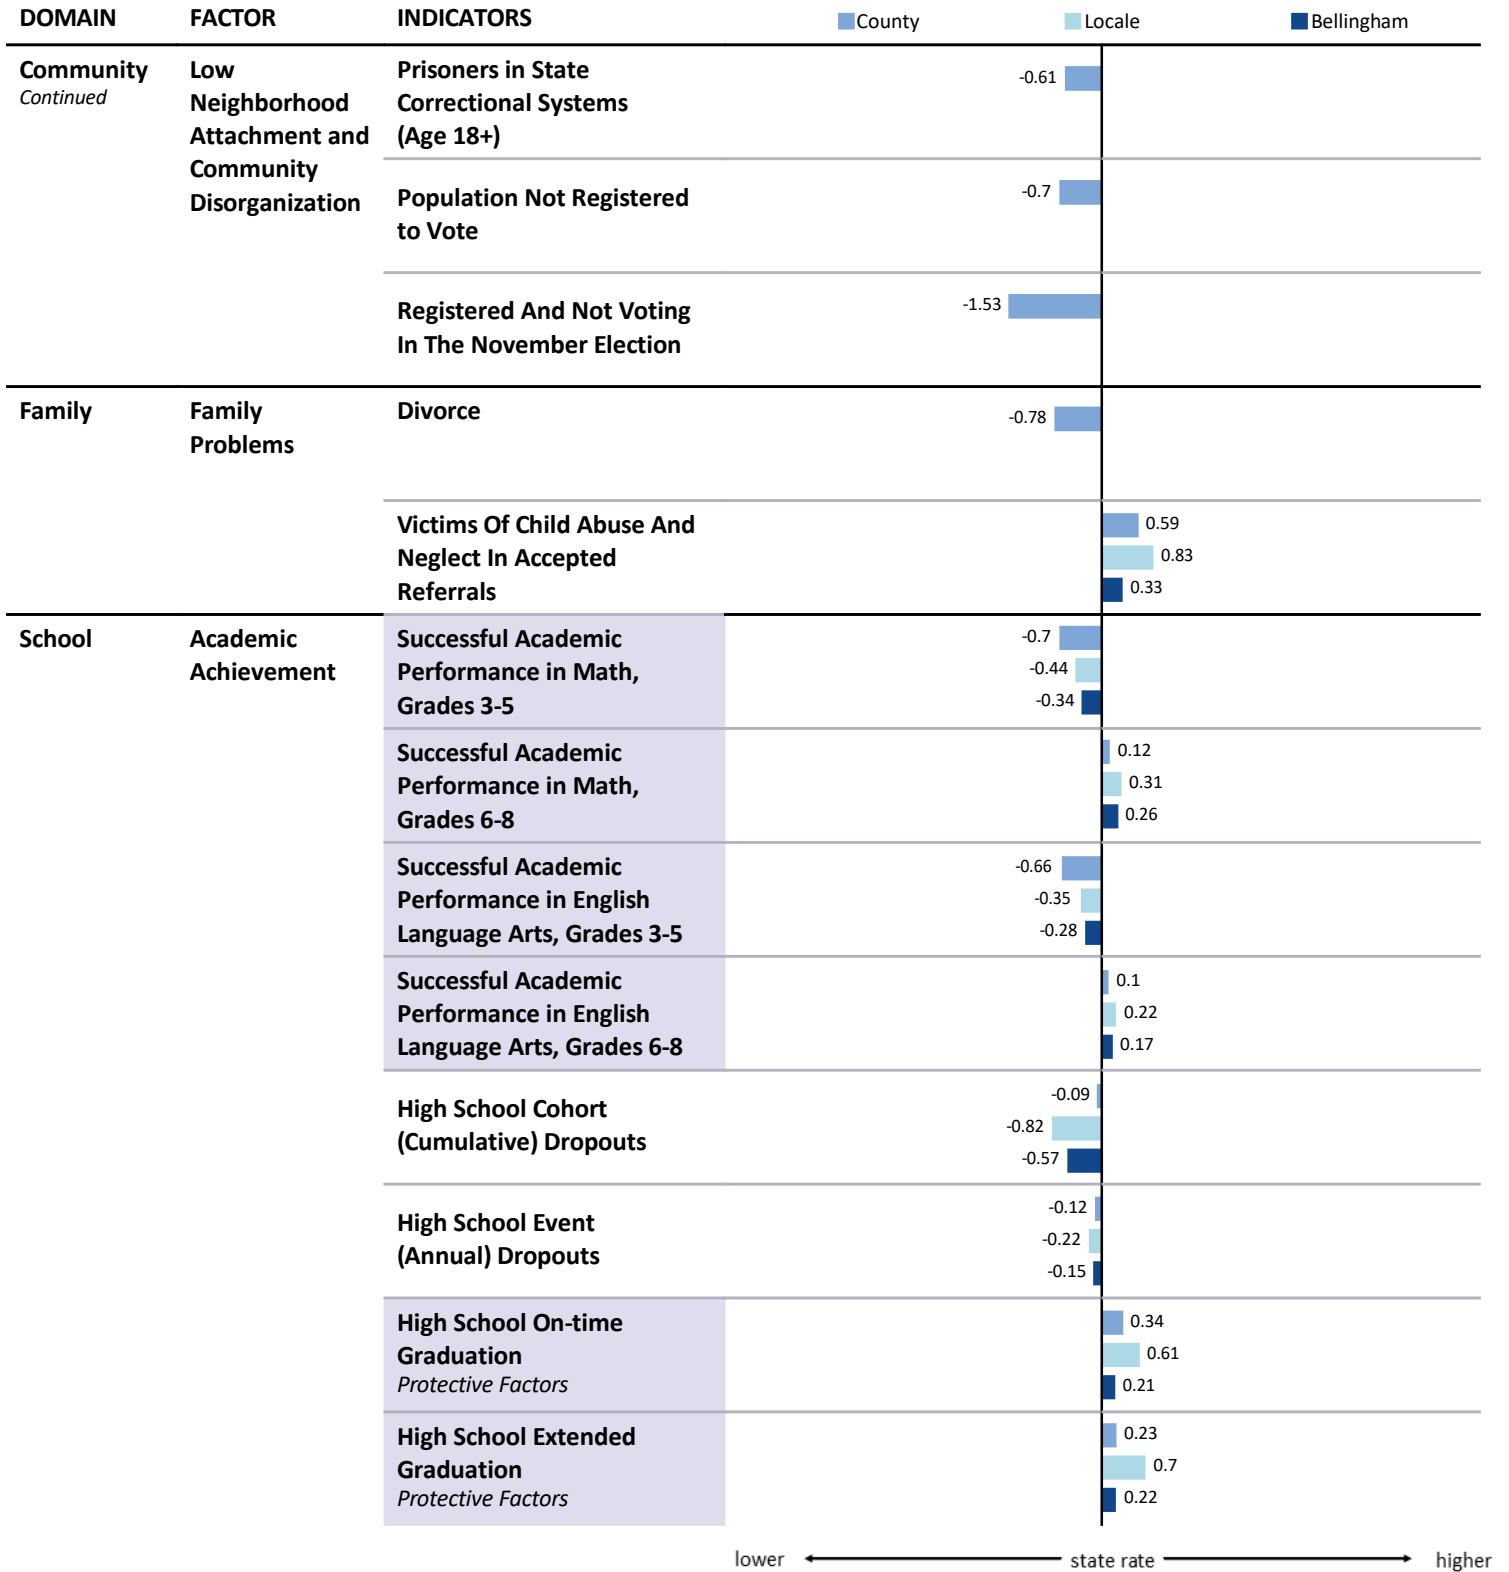 DOMAIN FACTOR INDICATORS County Locale Bellingham
Community
Continued
Low
Neighborhood
Attachment and
Community
Disorganization
Prisoners in State
Correctional Systems
(Age 18+)
-0.61
Population Not Registered
to Vote
-0.7
Registered And Not Voting
In The November Election
-1.53
Family
Family
Problems
Divorce
-0.78
Victims Of Child Abuse And
Neglect In Accepted
Referrals
0.59
0.83
0.33
School
Academic
Achievement
Successful Academic
Performance in Math,
Grades 3-5
-0.7
-0.44
-0.34
Successful Academic
Performance in Math,
Grades 6-8
0.12
0.31
0.26
Successful Academic
Performance in English
Language Arts, Grades 3-5
-0.66
-0.35
-0.28
Successful Academic
Performance in English
Language Arts, Grades 6-8
0.1
0.22
0.17
High School Cohort
(Cumulative) Dropouts
-0.09
-0.82
-0.57
High School Event
(Annual) Dropouts
-0.12
-0.22
-0.15
High School On-time
Graduation
Protective Factors
0.34
0.61
0.21
High School Extended
Graduation
Protective Factors
0.23
0.7
0.22
lower state rate higher